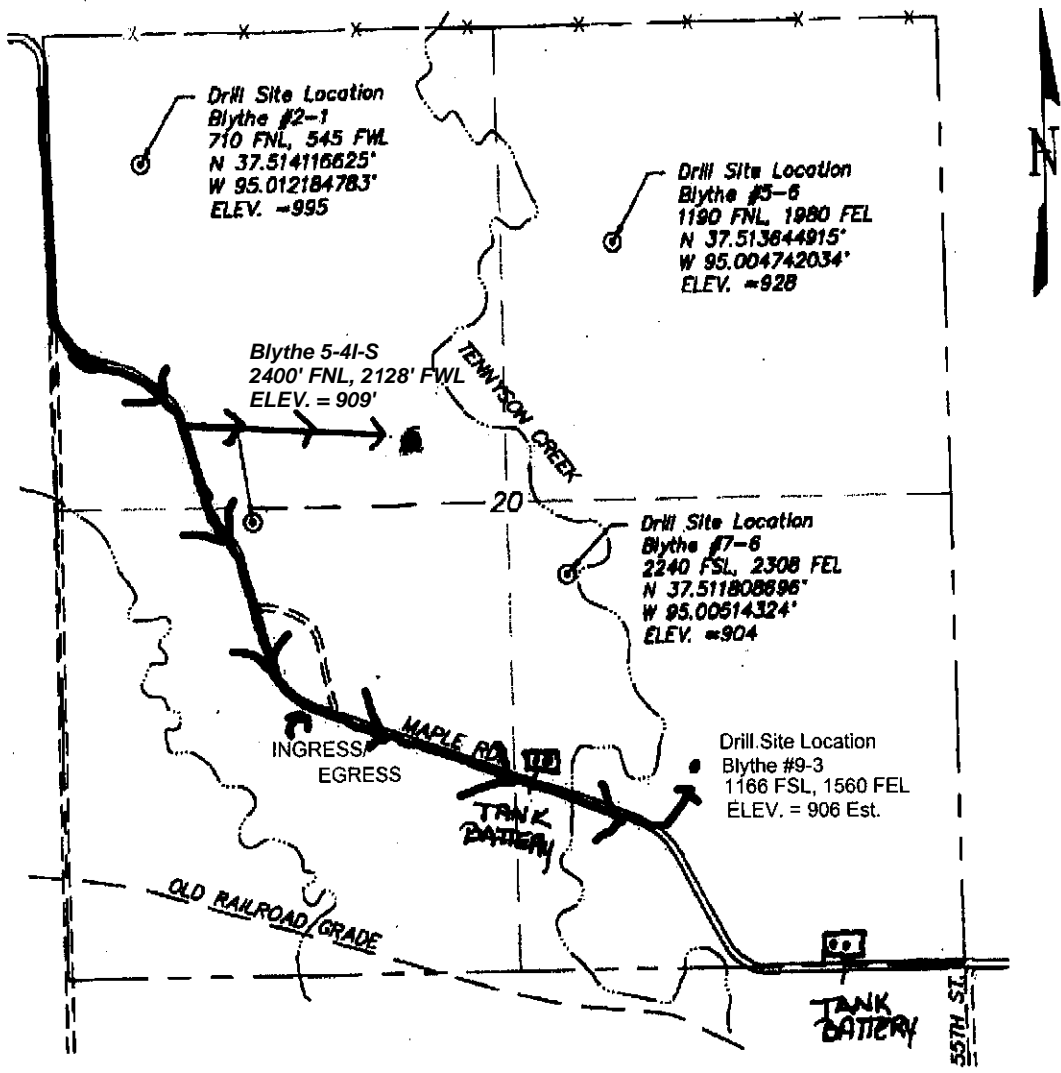 Drill Site Location
Blythe #2-1
710 FNL, 545 FWL
N 37.514116625°
W 95.012184783°
ELEV. =995
N
Drill Site Location
Blythe #5-6
1190 FNL, 1980 FEL
N 37.513644915°
W 95.004742034°
ELEV. =928
Blythe 5-4I-S
2400' FNL, 2128' FWL
ELEV. = 909'
TENNYSON CREEK
20
Drill Site Location
Blythe #7-6
2240 FSL, 2308 FEL
N 37.511808696°
W 95.00514324°
ELEV. =904
INGRESS/
EGRESS
MAPLE RD.
TANK
BATTERY
Drill Site Location
Blythe #9-3
1166 FSL, 1560 FEL
ELEV. = 906 Est.
OLD RAILROAD GRADE
TANK
BATTERY
55TH ST.